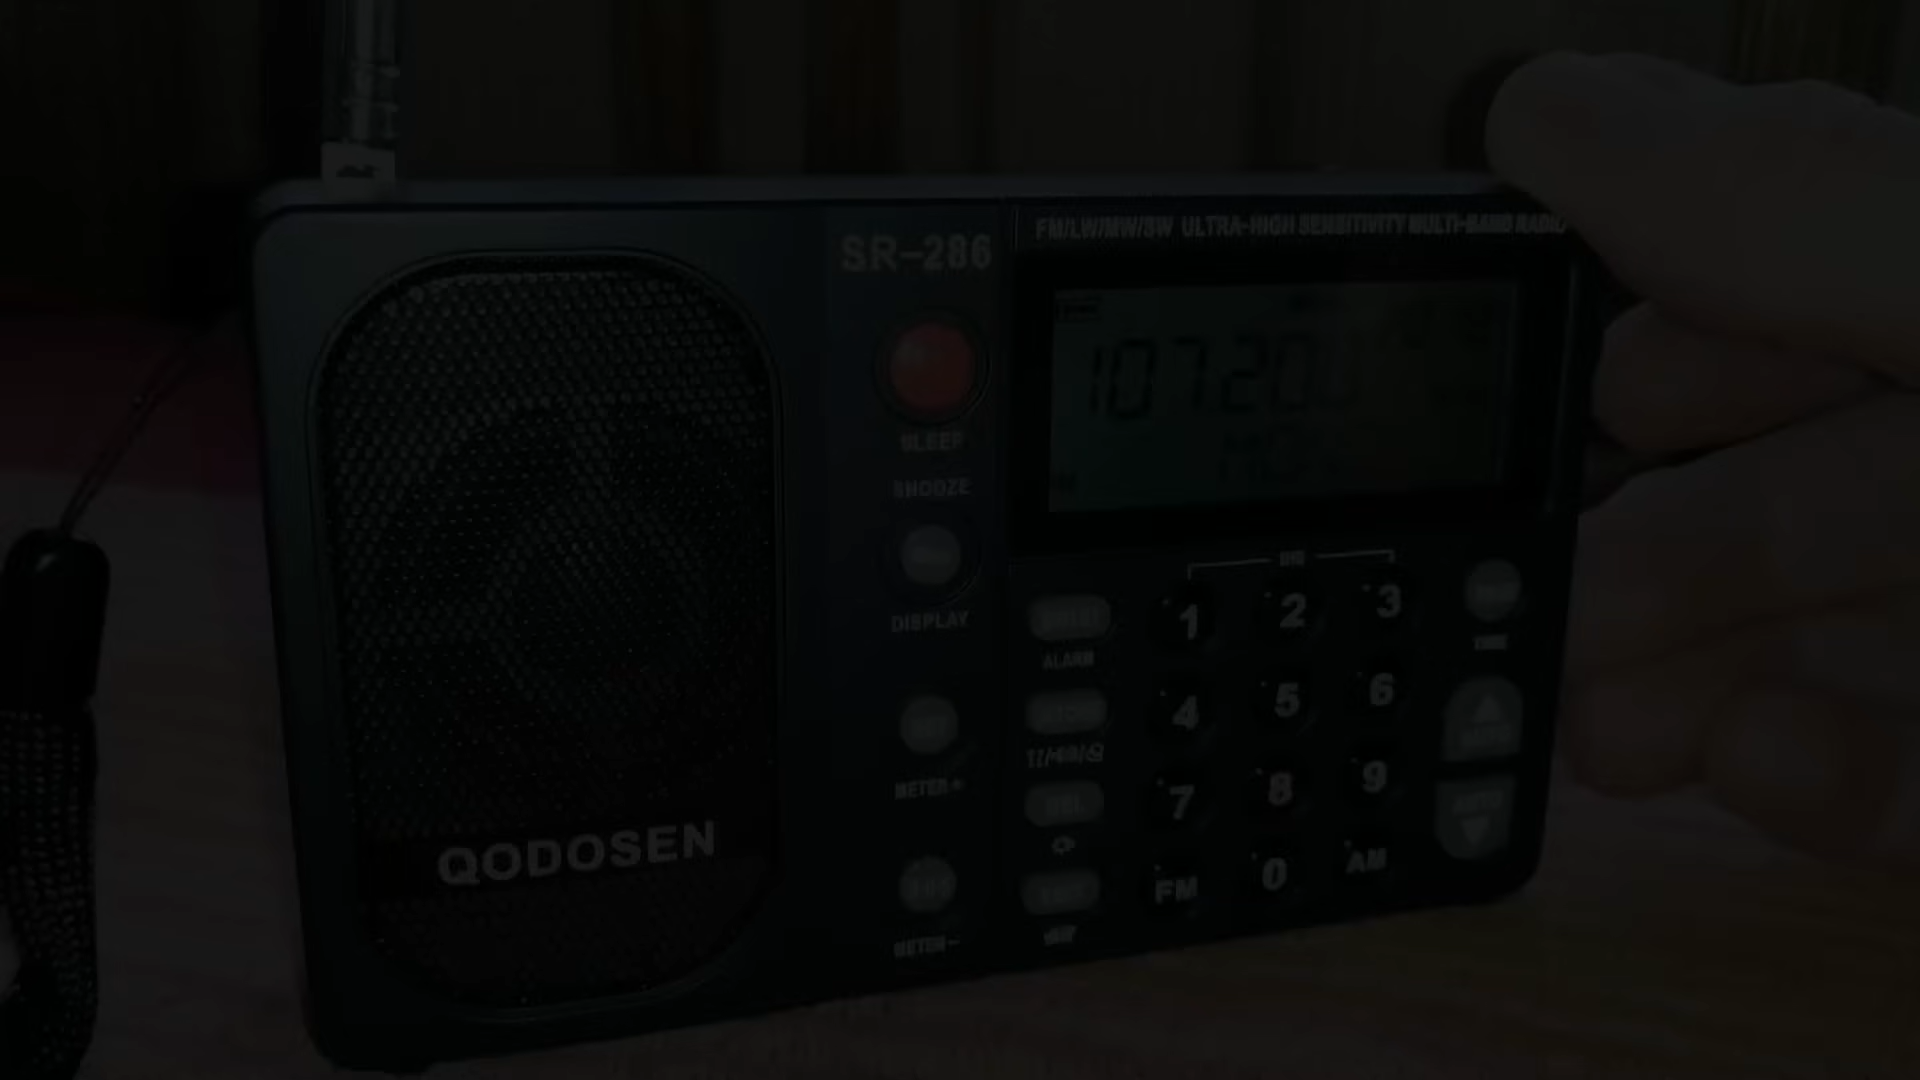 SR-286
FM/LW/MW/SW ULTRA-HIGH SENSITIVITY MULTI-BAND RADIO
107.20
SLEEP
SNOOZE
DISPLAY
ALARM
1
2
3
4
5
6
METER+
7
8
9
AUTO
FM
0
AM
METER-
QODOSEN